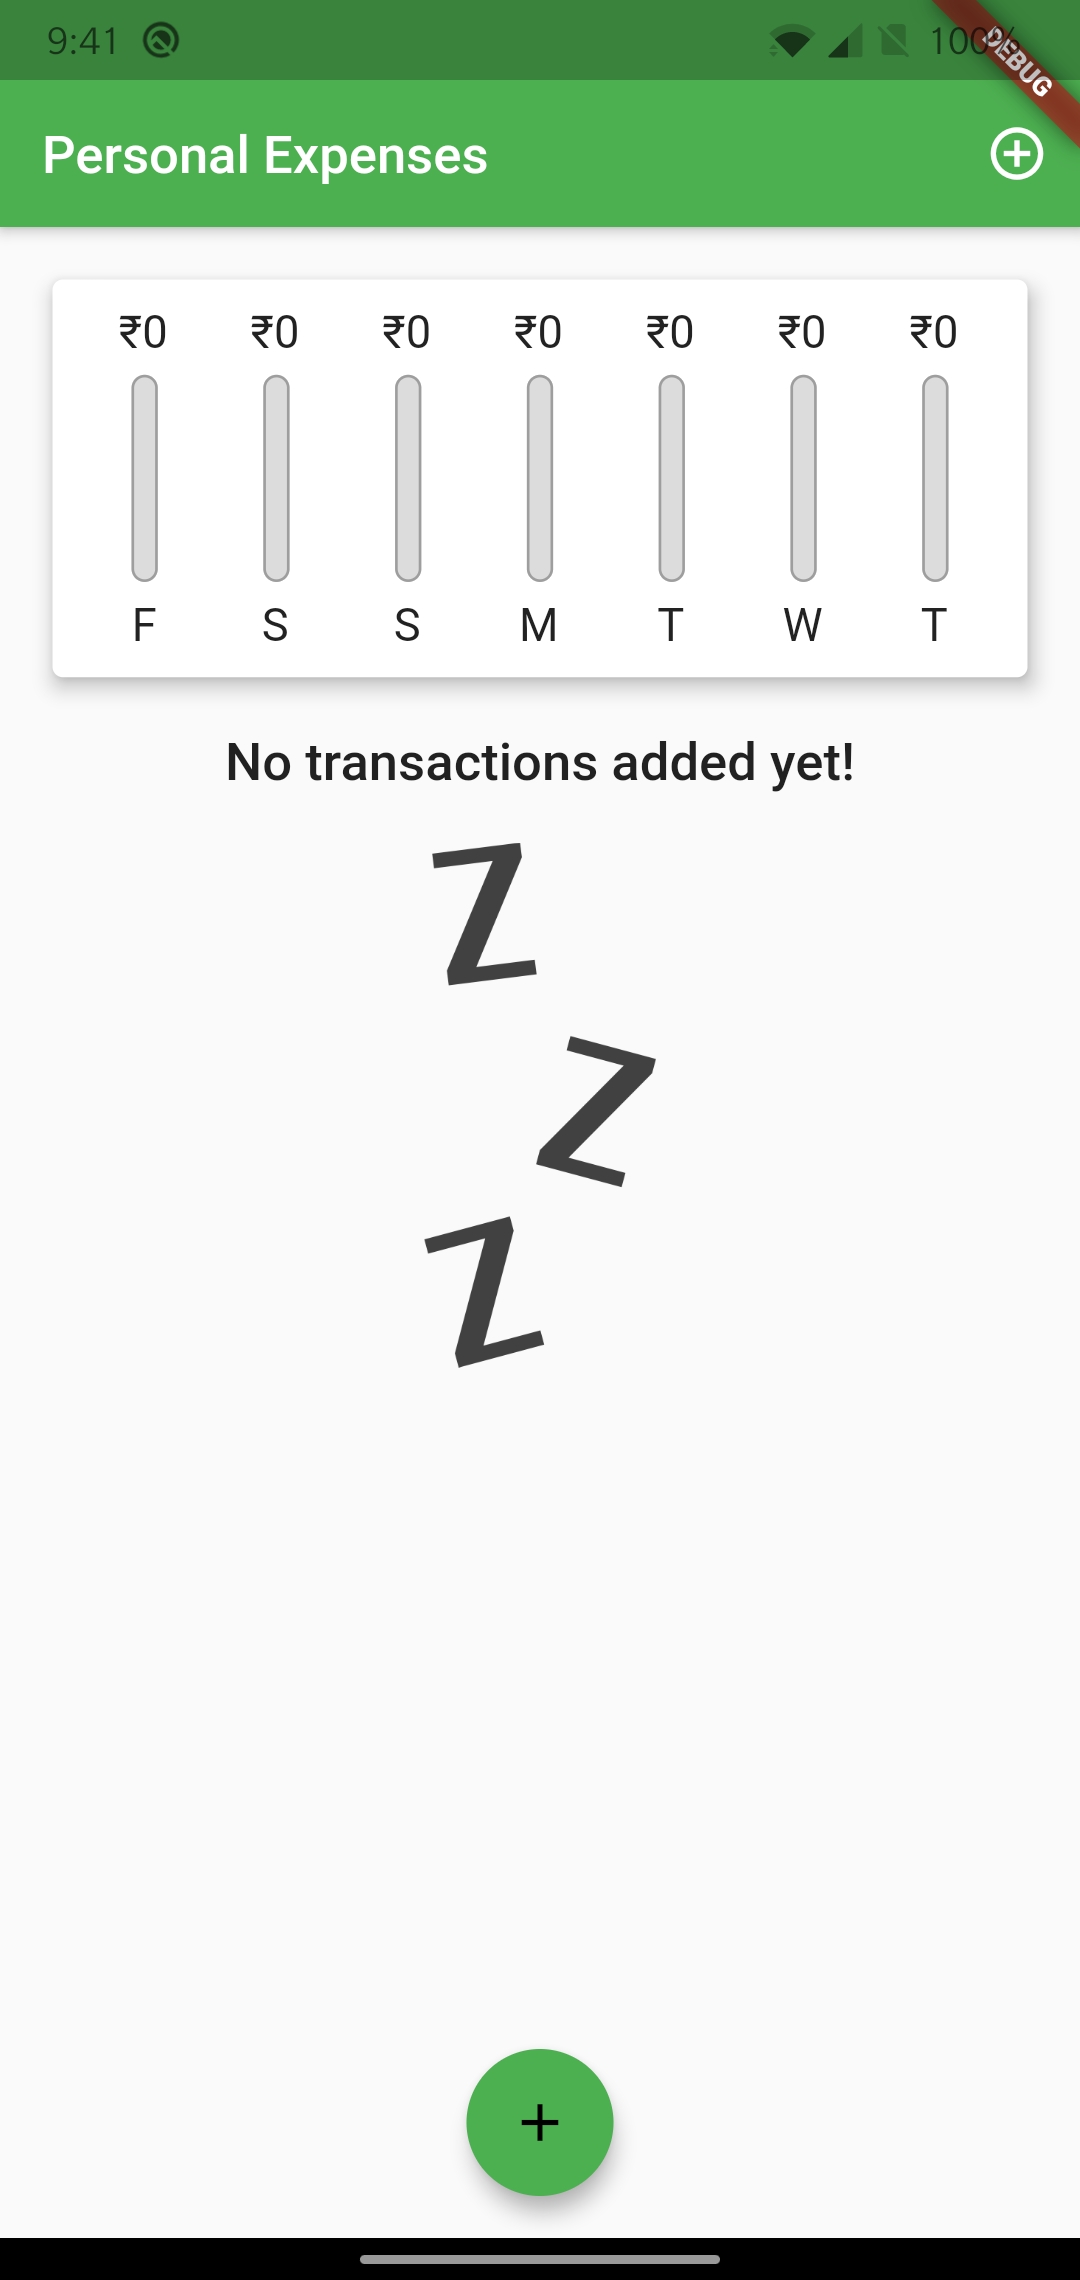 9:41 100%
DEBUG
Personal Expenses
₹0 ₹0 ₹0 ₹0 ₹0 ₹0 ₹0
F S S M T W T
No transactions added yet!
Z
Z
Z